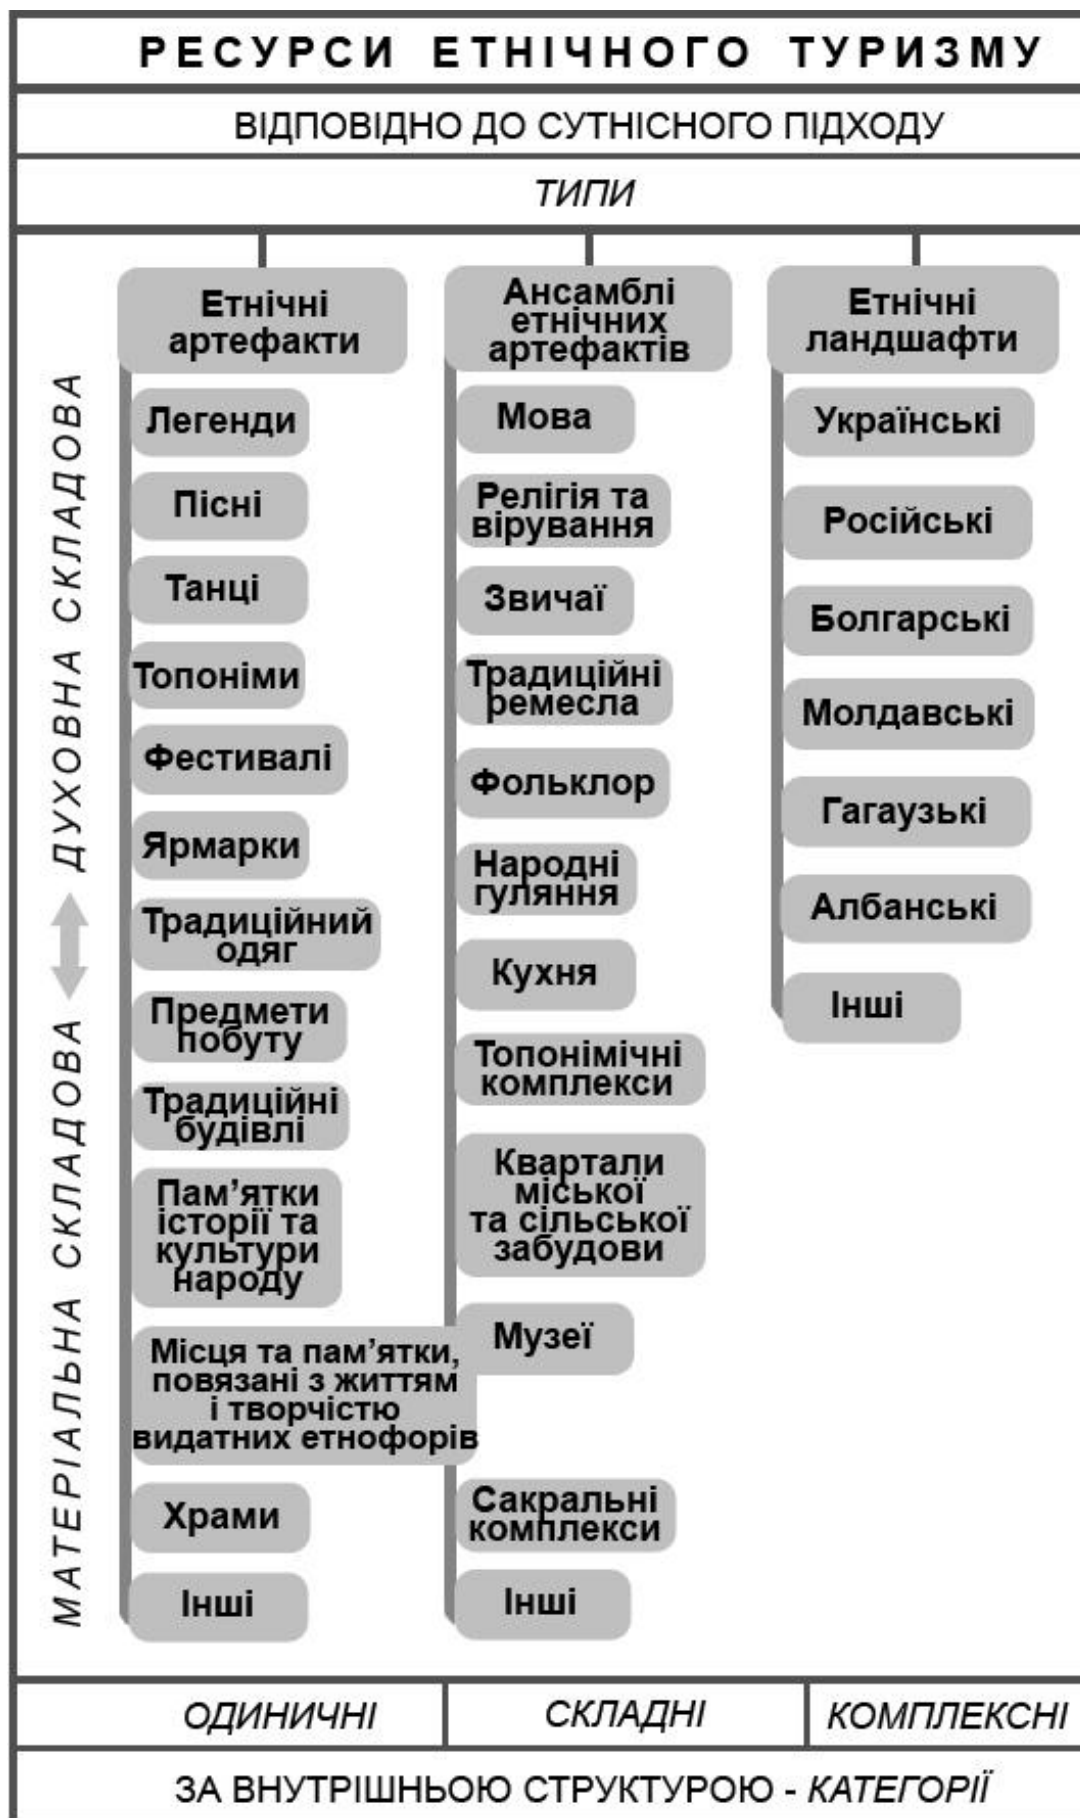 РЕСУРСИ ЕТНІЧНОГО ТУРИЗМУ
ВІДПОВІДНО ДО СУТНІСНОГО ПІДХОДУ
ТИПИ
ДУХОВНА СКЛАДОВА
МАТЕРІАЛЬНА СКЛАДОВА
Етнічні
артефакти
Легенди
Пісні
Танці
Топоніми
Фестивалі
Ярмарки
Традиційний
одяг
Предмети
побуту
Традиційні
будівлі
Пам’ятки
історії та
культури
народу
Місця та пам’ятки,
повязані з життям
і творчістю
видатних етнофорів
Храми
Інші
Ансамблі
етнічних
артефактів
Мова
Релігія та
вірування
Звичаї
Традиційні
ремесла
Фольклор
Народні
гуляння
Кухня
Топонімічні
комплекси
Квартали
міської
та сільської
забудови
Музеї
Сакральні
комплекси
Інші
Етнічні
ландшафти
Українські
Російські
Болгарські
Молдавські
Гагаузькі
Албанські
Інші
ОДИНИЧНІ
СКЛАДНІ
КОМПЛЕКСНІ
ЗА ВНУТРІШНЬОЮ СТРУКТУРОЮ - КАТЕГОРІЇ